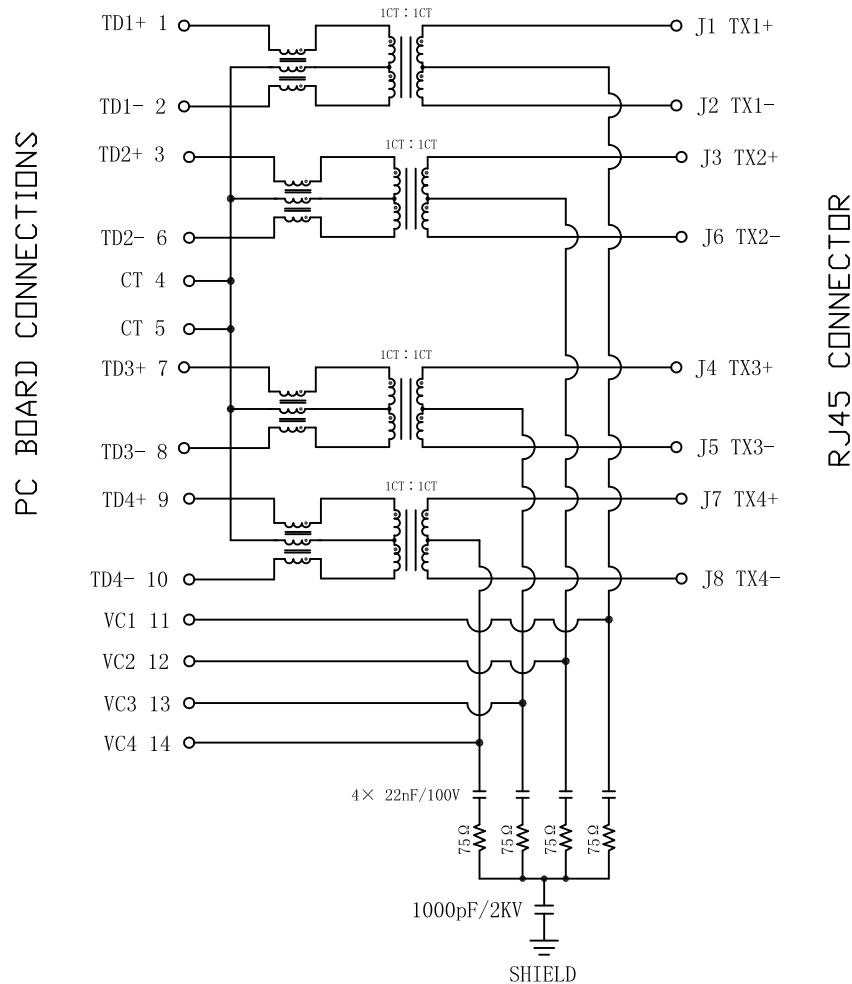 1CT : 1CT
TD1+ 1
J1 TX1+
TD1- 2
J2 TX1-
1CT : 1CT
TD2+ 3
J3 TX2+
TD2- 6
J6 TX2-
CT 4
CT 5
1CT : 1CT
TD3+ 7
J4 TX3+
TD3- 8
J5 TX3-
1CT : 1CT
TD4+ 9
J7 TX4+
TD4- 10
J8 TX4-
VC1 11
VC2 12
VC3 13
VC4 14
PC BOARD CONNECTIONS
RJ45 CONNECTOR
4× 22nF/100V
75Ω
75Ω
75Ω
75Ω
1000pF/2KV
SHIELD